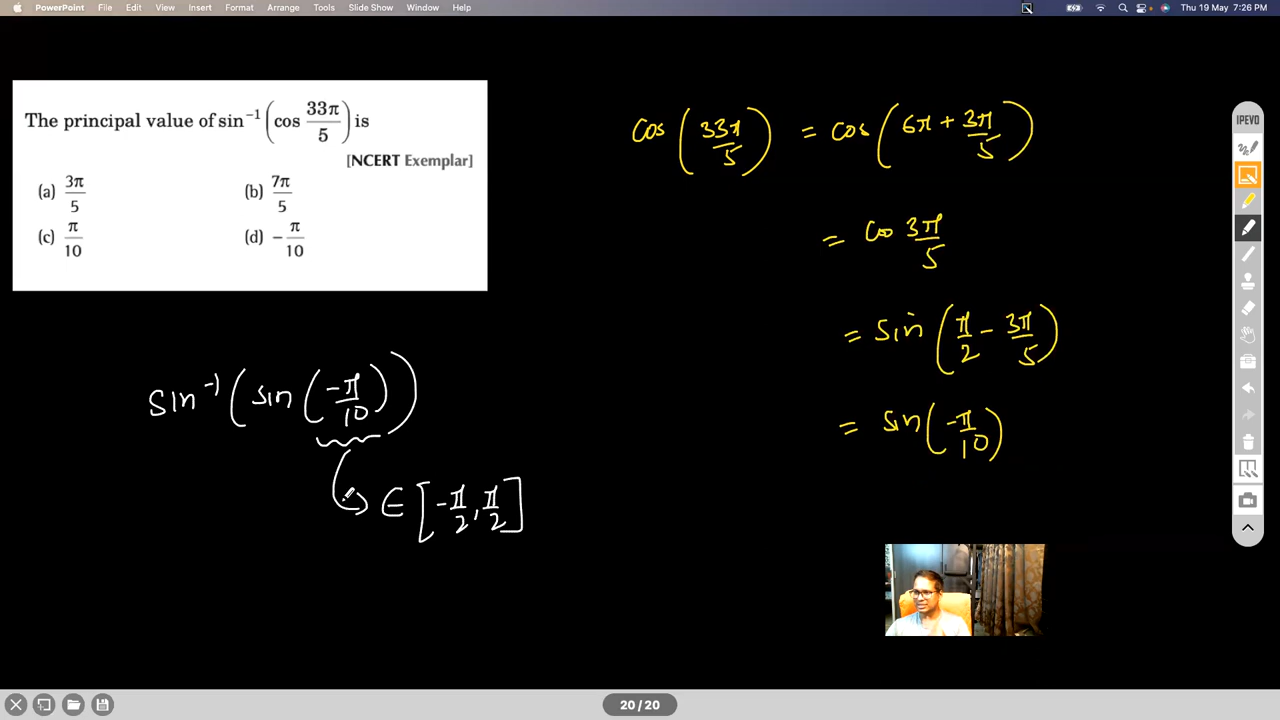 PowerPoint File Edit View Insert Format Arrange Tools Slide Show Window Help Thu 19 May 7:26 PM
The principal value of sin⁻¹ (cos 33π/5) is
[NCERT Exemplar]
(a) 3π/5 (b) 7π/5
(c) π/10 (d) −π/10
cos (33π/5) = cos (6π + 3π/5)
= cos 3π/5
= sin (π/2 − 3π/5)
= sin (−π/10)
sin⁻¹ (sin (−π/10))
∈ [−π/2, π/2]
IPEVO
20 / 20